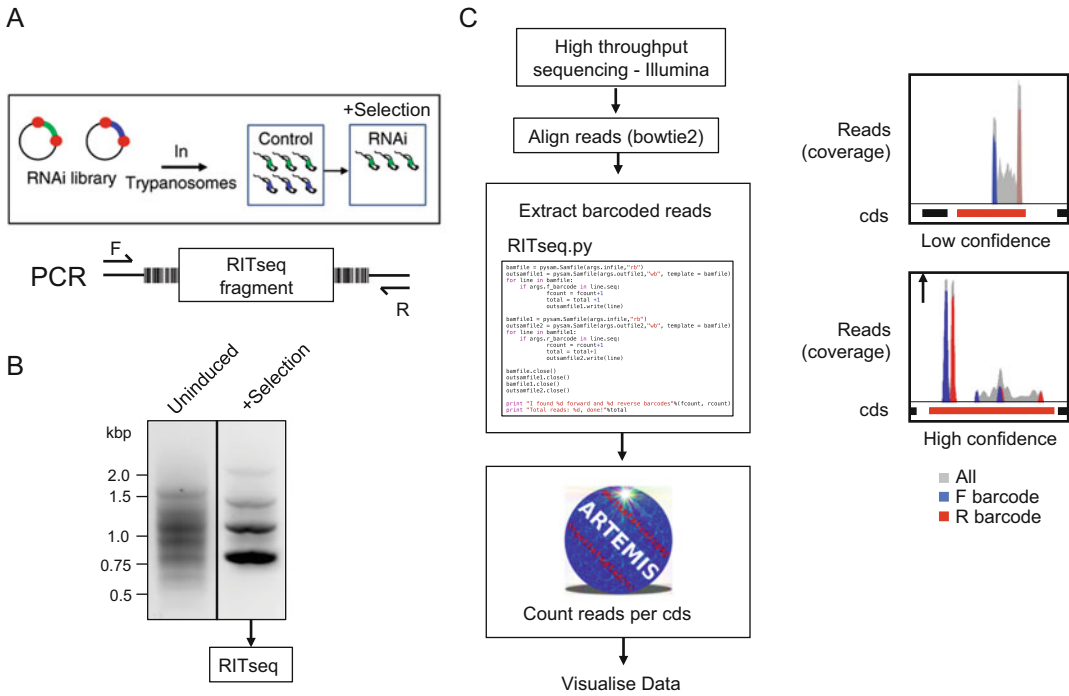 A
+Selection
Control
RNAi
In
RNAi library
Trypanosomes
F
PCR
RITseq
fragment
R
B
Uninduced
+Selection
kbp
2.0
1.5
1.0
0.75
0.5
RITseq
C
High throughput
sequencing - Illumina
Align reads (bowtie2)
Extract barcoded reads
RITseq.py
bamfile = pysam.Samfile(args.infile,"rb")
outsamfile1 = pysam.Samfile(args.outfile1,"wb", template = bamfile)
for line in bamfile:
if args.f_barcode in line.seq:
fcount = fcount+1
total = total +1
outsamfile1.write(line)
bamfile1 = pysam.Samfile(args.infile,"rb")
outsamfile2 = pysam.Samfile(args.outfile2,"wb", template = bamfile)
for line in bamfile1:
if args.r_barcode in line.seq:
rcount = rcount+1
total = total+1
outsamfile2.write(line)
bamfile.close()
outsamfile1.close()
bamfile1.close()
outsamfile2.close()
print "I found %d forward and %d reverse barcodes"%(fcount, rcount)
print "Total reads: %d, done!"%total
ARTEMIS
Count reads per cds
Visualise Data
Reads
(coverage)
cds
Low confidence
Reads
(coverage)
cds
High confidence
All
F barcode
R barcode